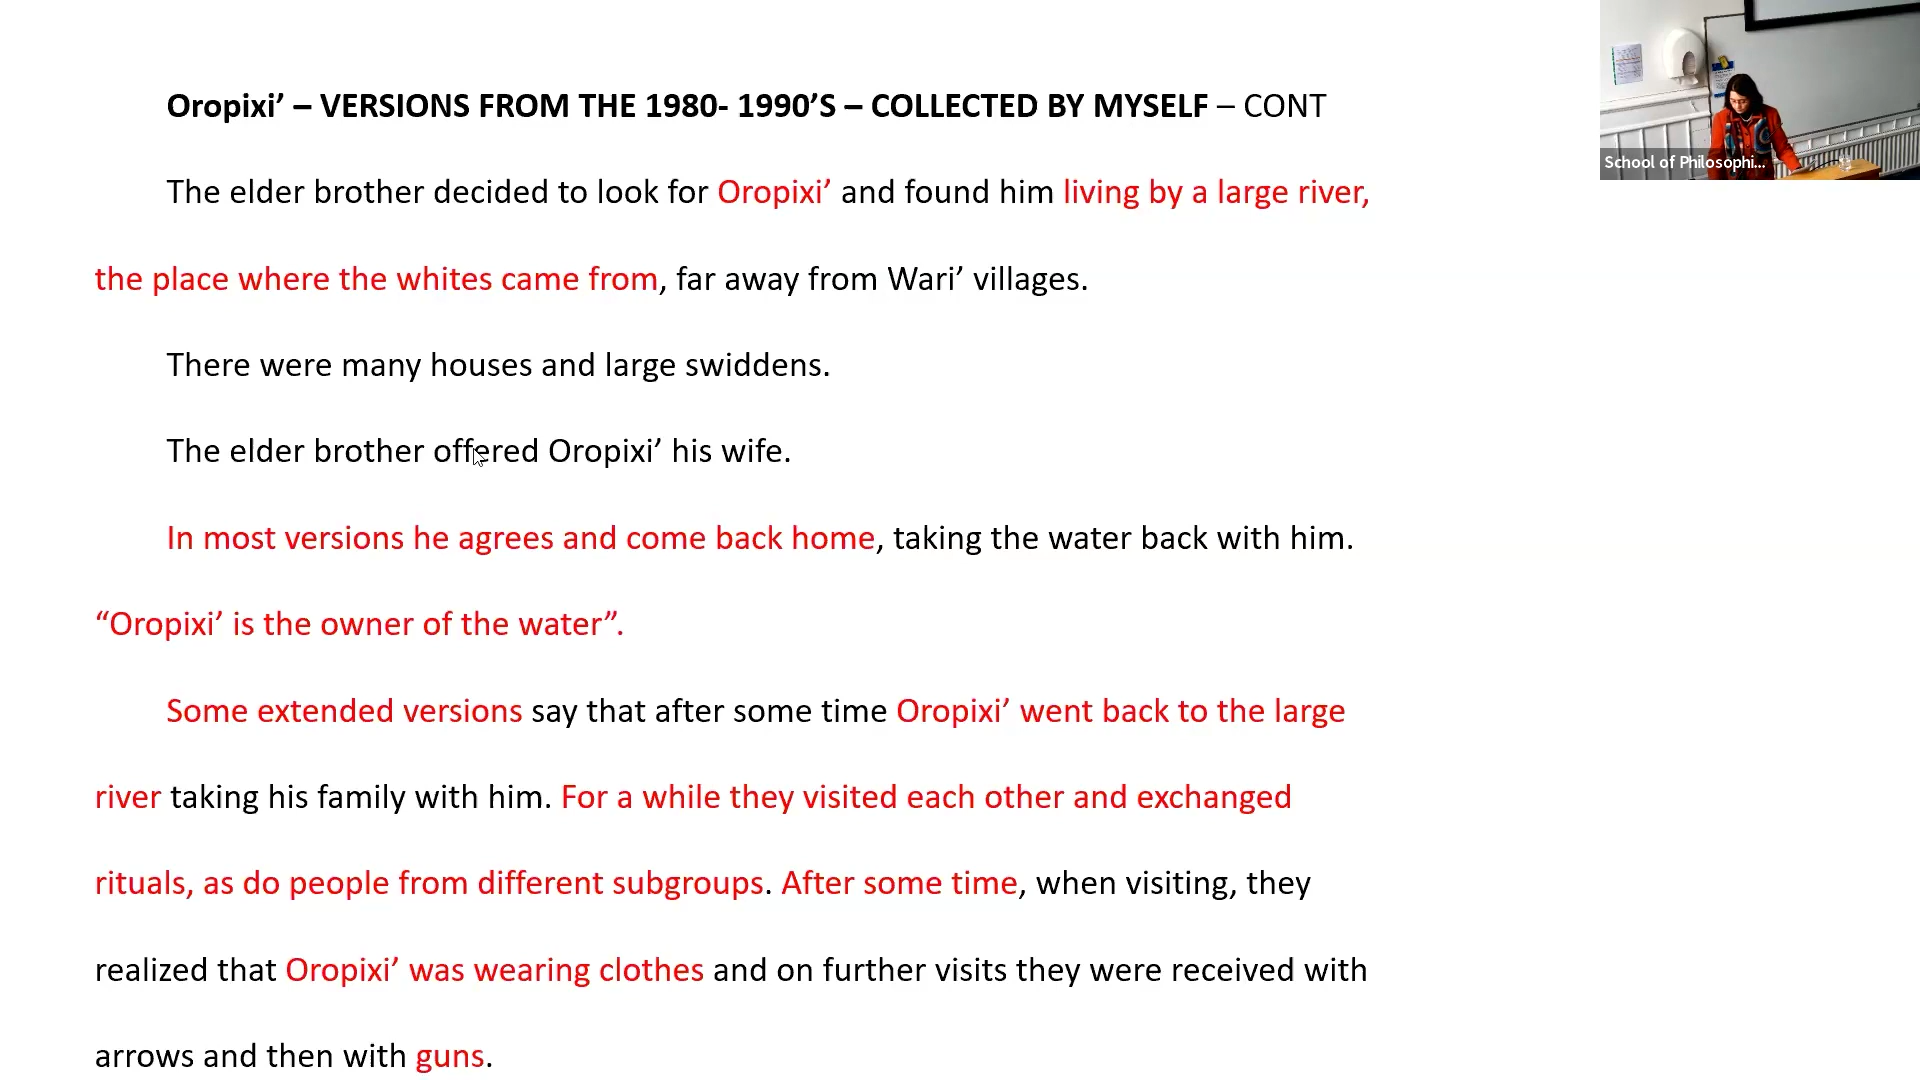 Oropixi’ – VERSIONS FROM THE 1980- 1990’S – COLLECTED BY MYSELF – CONT
The elder brother decided to look for Oropixi’ and found him living by a large river,
the place where the whites came from, far away from Wari’ villages.
There were many houses and large swiddens.
The elder brother offered Oropixi’ his wife.
In most versions he agrees and come back home, taking the water back with him.
“Oropixi’ is the owner of the water”.
Some extended versions say that after some time Oropixi’ went back to the large
river taking his family with him. For a while they visited each other and exchanged
rituals, as do people from different subgroups. After some time, when visiting, they
realized that Oropixi’ was wearing clothes and on further visits they were received with
arrows and then with guns.
School of Philosophi...